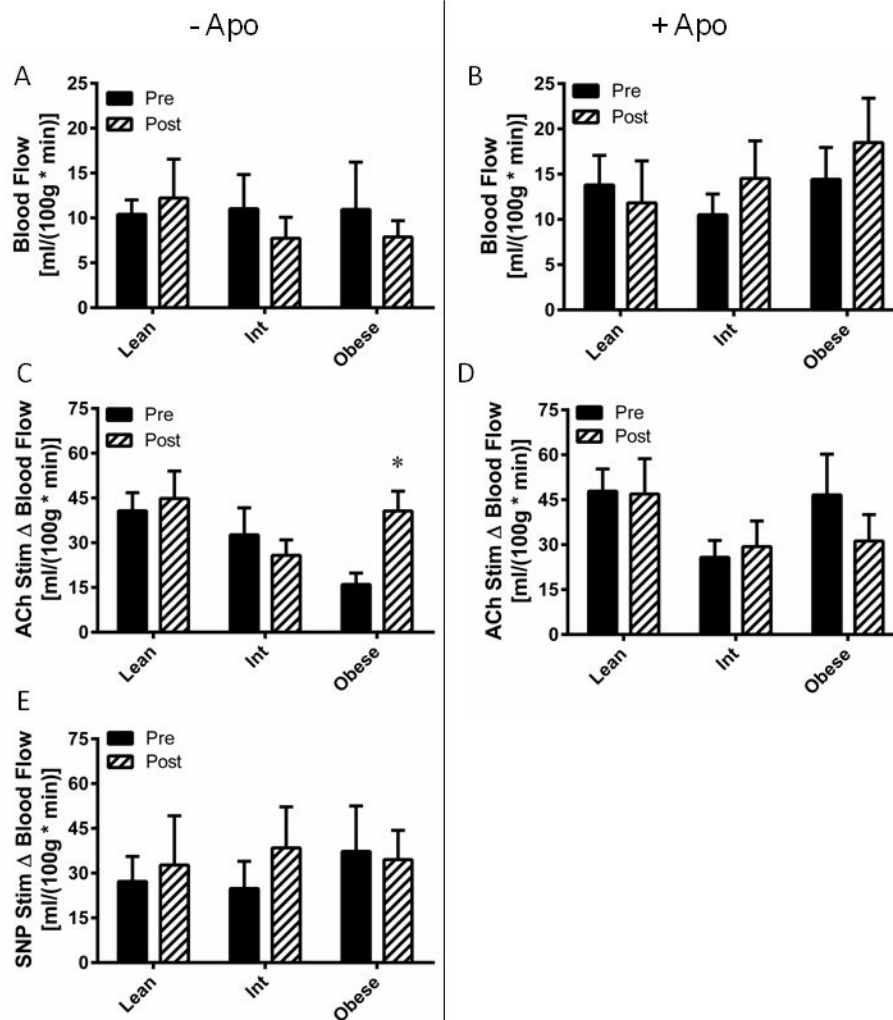 - Apo
+ Apo
A
Blood Flow
[ml/(100g * min)]
25
20
15
10
5
0
Pre
Post
Lean
Int
Obese
B
Blood Flow
[ml/(100g * min)]
25
20
15
10
5
0
Pre
Post
Lean
Int
Obese
C
ACh Stim Δ Blood Flow
[ml/(100g * min)]
75
60
45
30
15
0
Pre
Post
*
Lean
Int
Obese
D
ACh Stim Δ Blood Flow
[ml/(100g * min)]
75
60
45
30
15
0
Pre
Post
Lean
Int
Obese
E
SNP Stim Δ Blood Flow
[ml/(100g * min)]
75
60
45
30
15
0
Pre
Post
Lean
Int
Obese